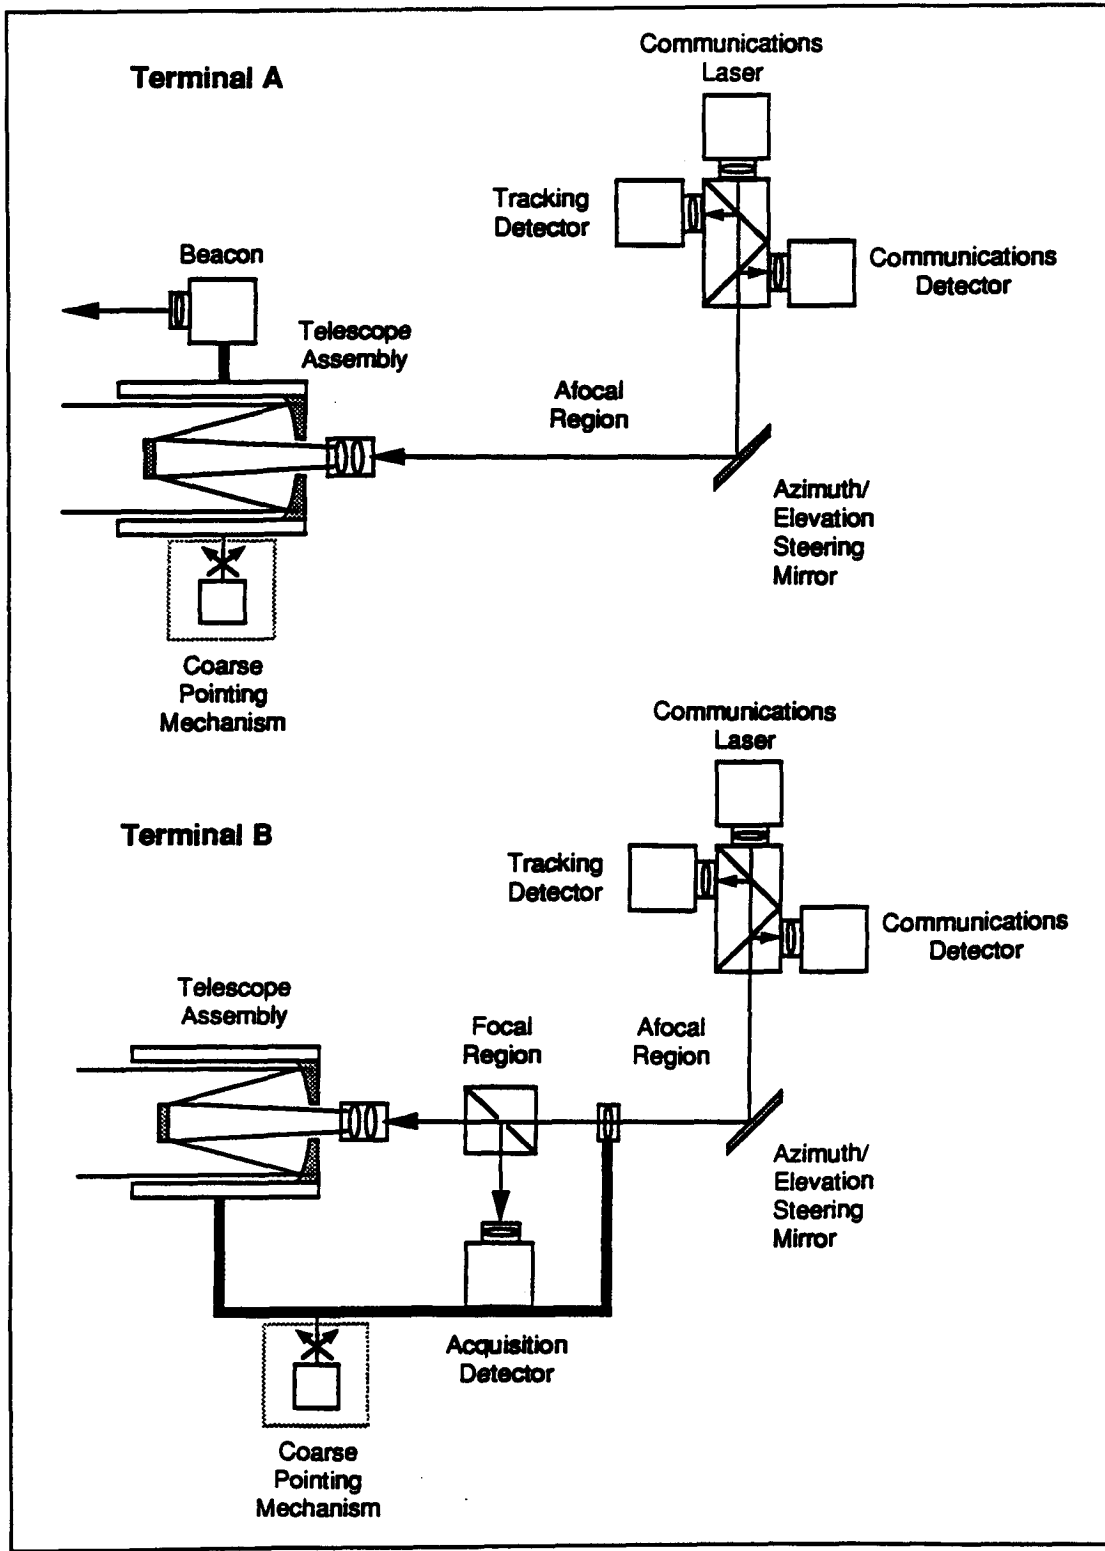 Terminal A
Communications
Laser
Tracking
Detector
Communications
Detector
Beacon
Telescope
Assembly
Afocal
Region
Azimuth/
Elevation
Steering
Mirror
Coarse
Pointing
Mechanism
Terminal B
Communications
Laser
Tracking
Detector
Communications
Detector
Telescope
Assembly
Focal
Region
Afocal
Region
Azimuth/
Elevation
Steering
Mirror
Acquisition
Detector
Coarse
Pointing
Mechanism